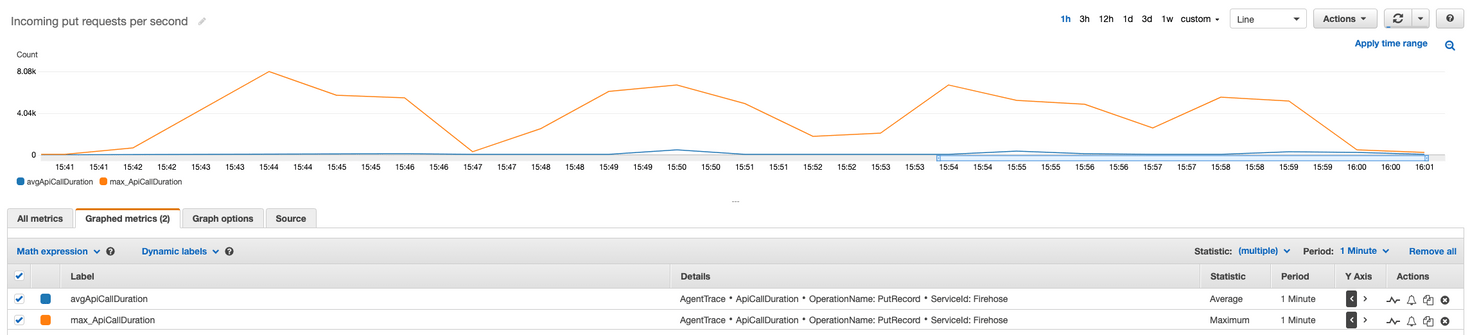 Incoming put requests per second
1h 3h 12h 1d 3d 1w custom Line Actions
Apply time range
Count
8.08k
4.04k
0
15:41 15:41 15:42 15:42 15:43 15:43 15:44 15:44 15:45 15:45 15:46 15:46 15:47 15:47 15:48 15:48 15:49 15:49 15:50 15:50 15:51 15:51 15:52 15:52 15:53 15:53 15:54 15:54 15:55 15:55 15:56 15:56 15:57 15:57 15:58 15:58 15:59 15:59 16:00 16:00 16:01
avgApiCallDuration max_ApiCallDuration
All metrics Graphed metrics (2) Graph options Source
Math expression Dynamic labels Statistic: (multiple) Period: 1 Minute Remove all
Label Details Statistic Period Y Axis Actions
avgApiCallDuration AgentTrace • ApiCallDuration • OperationName: PutRecord • ServiceId: Firehose Average 1 Minute < >
max_ApiCallDuration AgentTrace • ApiCallDuration • OperationName: PutRecord • ServiceId: Firehose Maximum 1 Minute < >